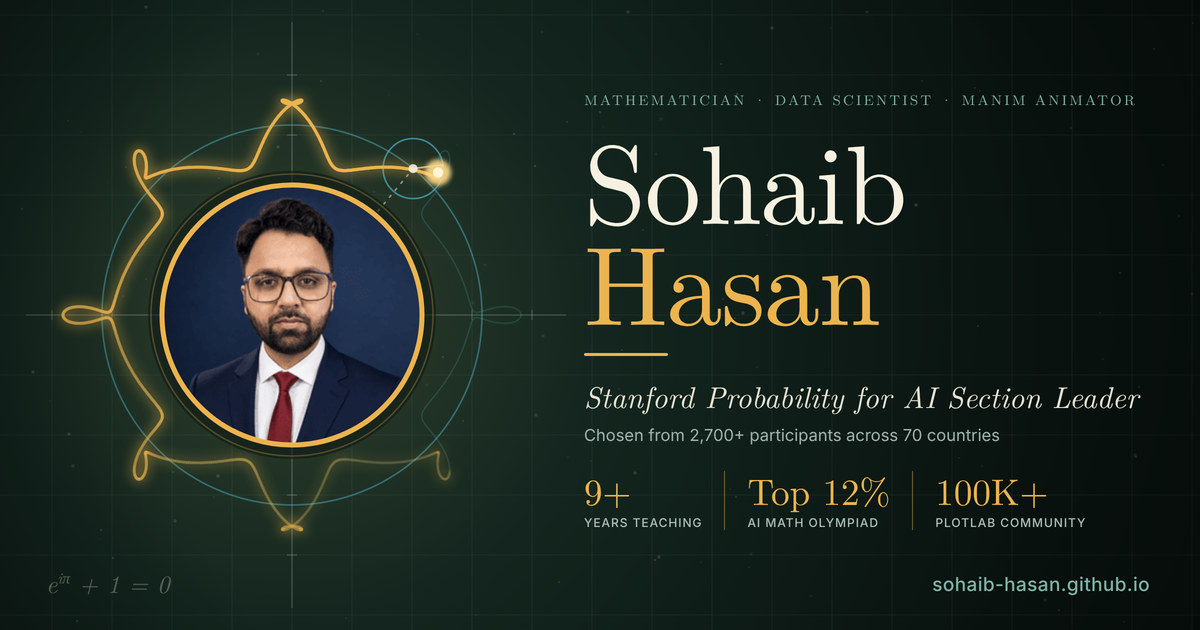 MATHEMATICIAN · DATA SCIENTIST · MANIM ANIMATOR
Sohaib
Hasan
Stanford Probability for AI Section Leader
Chosen from 2,700+ participants across 70 countries
9+ Top 12% 100K+
YEARS TEACHING AI MATH OLYMPIAD PLOTLAB COMMUNITY
e^{iπ} + 1 = 0
sohaib-hasan.github.io